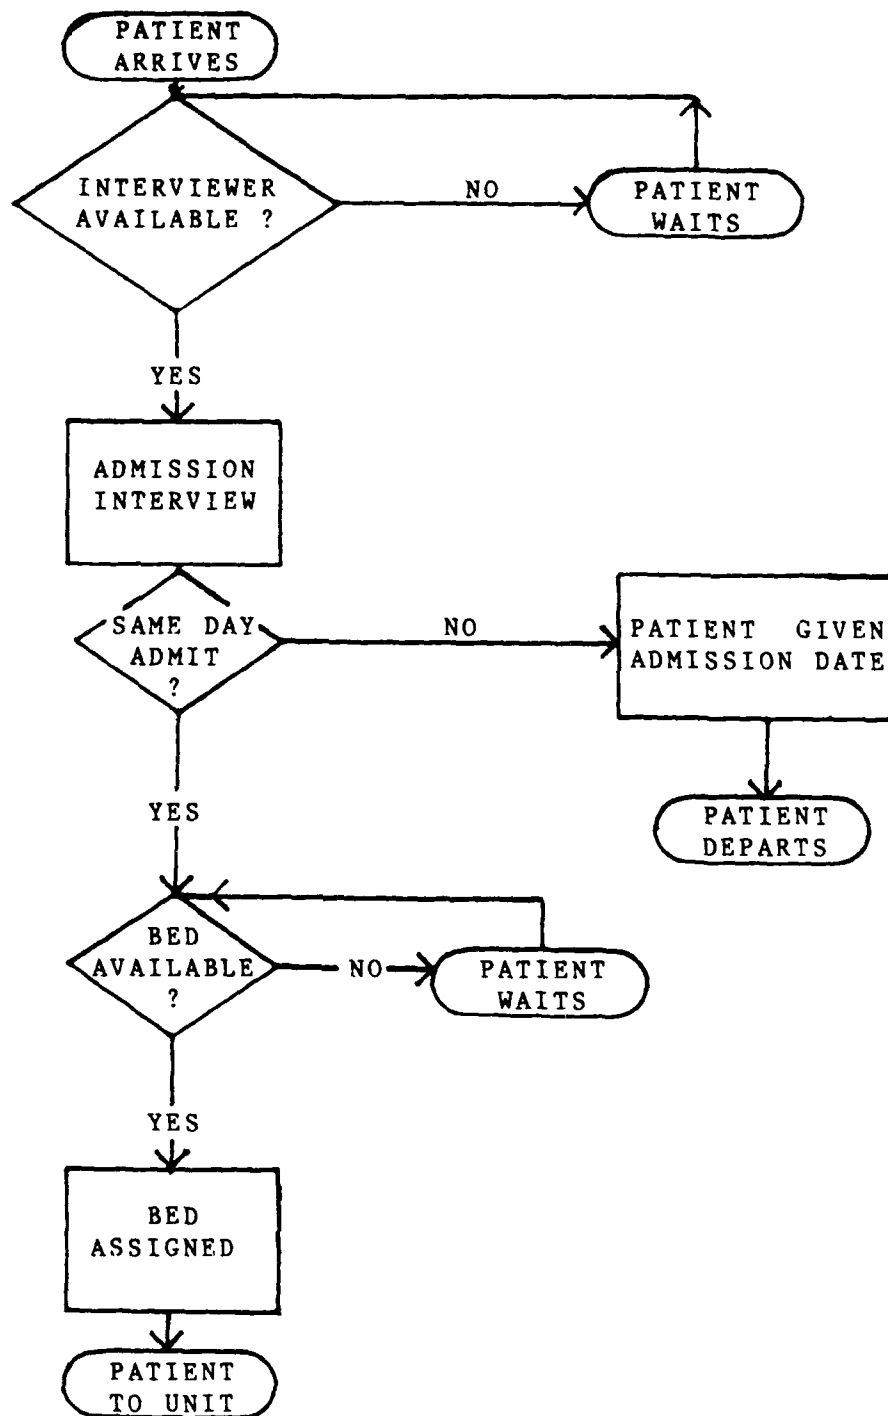 PATIENT
ARRIVES
INTERVIEWER
AVAILABLE ?
NO
PATIENT
WAITS
YES
ADMISSION
INTERVIEW
SAME DAY
ADMIT
?
NO
PATIENT GIVEN
ADMISSION DATE
YES
PATIENT
DEPARTS
BED
AVAILABLE
?
NO
PATIENT
WAITS
YES
BED
ASSIGNED
PATIENT
TO UNIT